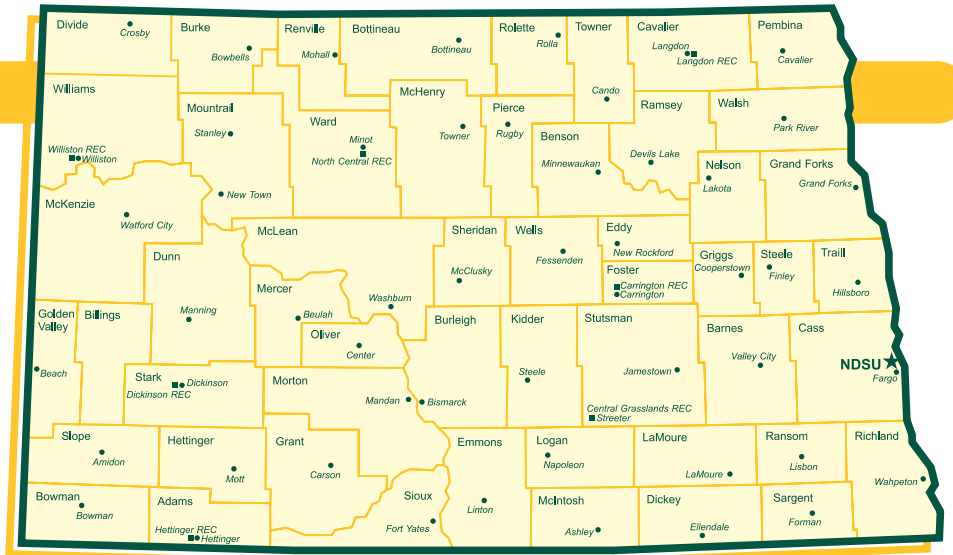 Divide
Crosby
Burke
Bowbells
Renville
Mohall
Bottineau
Bottineau
Rolette
Rolla
Towner
Cando
Cavalier
Langdon
Langdon REC
Pembina
Cavalier
Williams
Williston REC
Williston
Mountrail
Stanley
New Town
Ward
Minot
North Central REC
McHenry
Towner
Pierce
Rugby
Benson
Minnewaukan
Ramsey
Devils Lake
Walsh
Park River
Nelson
Lakota
Grand Forks
Grand Forks
McKenzie
Watford City
Dunn
Manning
McLean
Washburn
Mercer
Beulah
Oliver
Center
Sheridan
McClusky
Wells
Fessenden
Eddy
New Rockford
Foster
Carrington REC
Carrington
Griggs
Cooperstown
Steele
Finley
Traill
Hillsboro
Golden
Valley
Beach
Billings
Stark
Dickinson
Dickinson REC
Morton
Mandan
Burleigh
Bismarck
Kidder
Steele
Stutsman
Jamestown
Central Grasslands REC
Streeter
Barnes
Valley City
Cass
NDSU
Fargo
Slope
Amidon
Hettinger
Mott
Grant
Carson
Sioux
Fort Yates
Emmons
Linton
Logan
Napoleon
LaMoure
LaMoure
Ransom
Lisbon
Richland
Wahpeton
Bowman
Bowman
Adams
Hettinger REC
Hettinger
McIntosh
Ashley
Dickey
Ellendale
Sargent
Forman